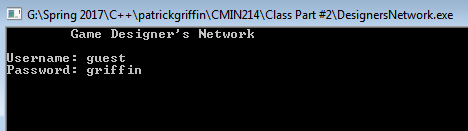 G:\Spring 2017\C++\patrickgriffin\CMIN214\Class Part #2\DesignersNetwork.exe
Game Designer's Network
Username: guest
Password: griffin